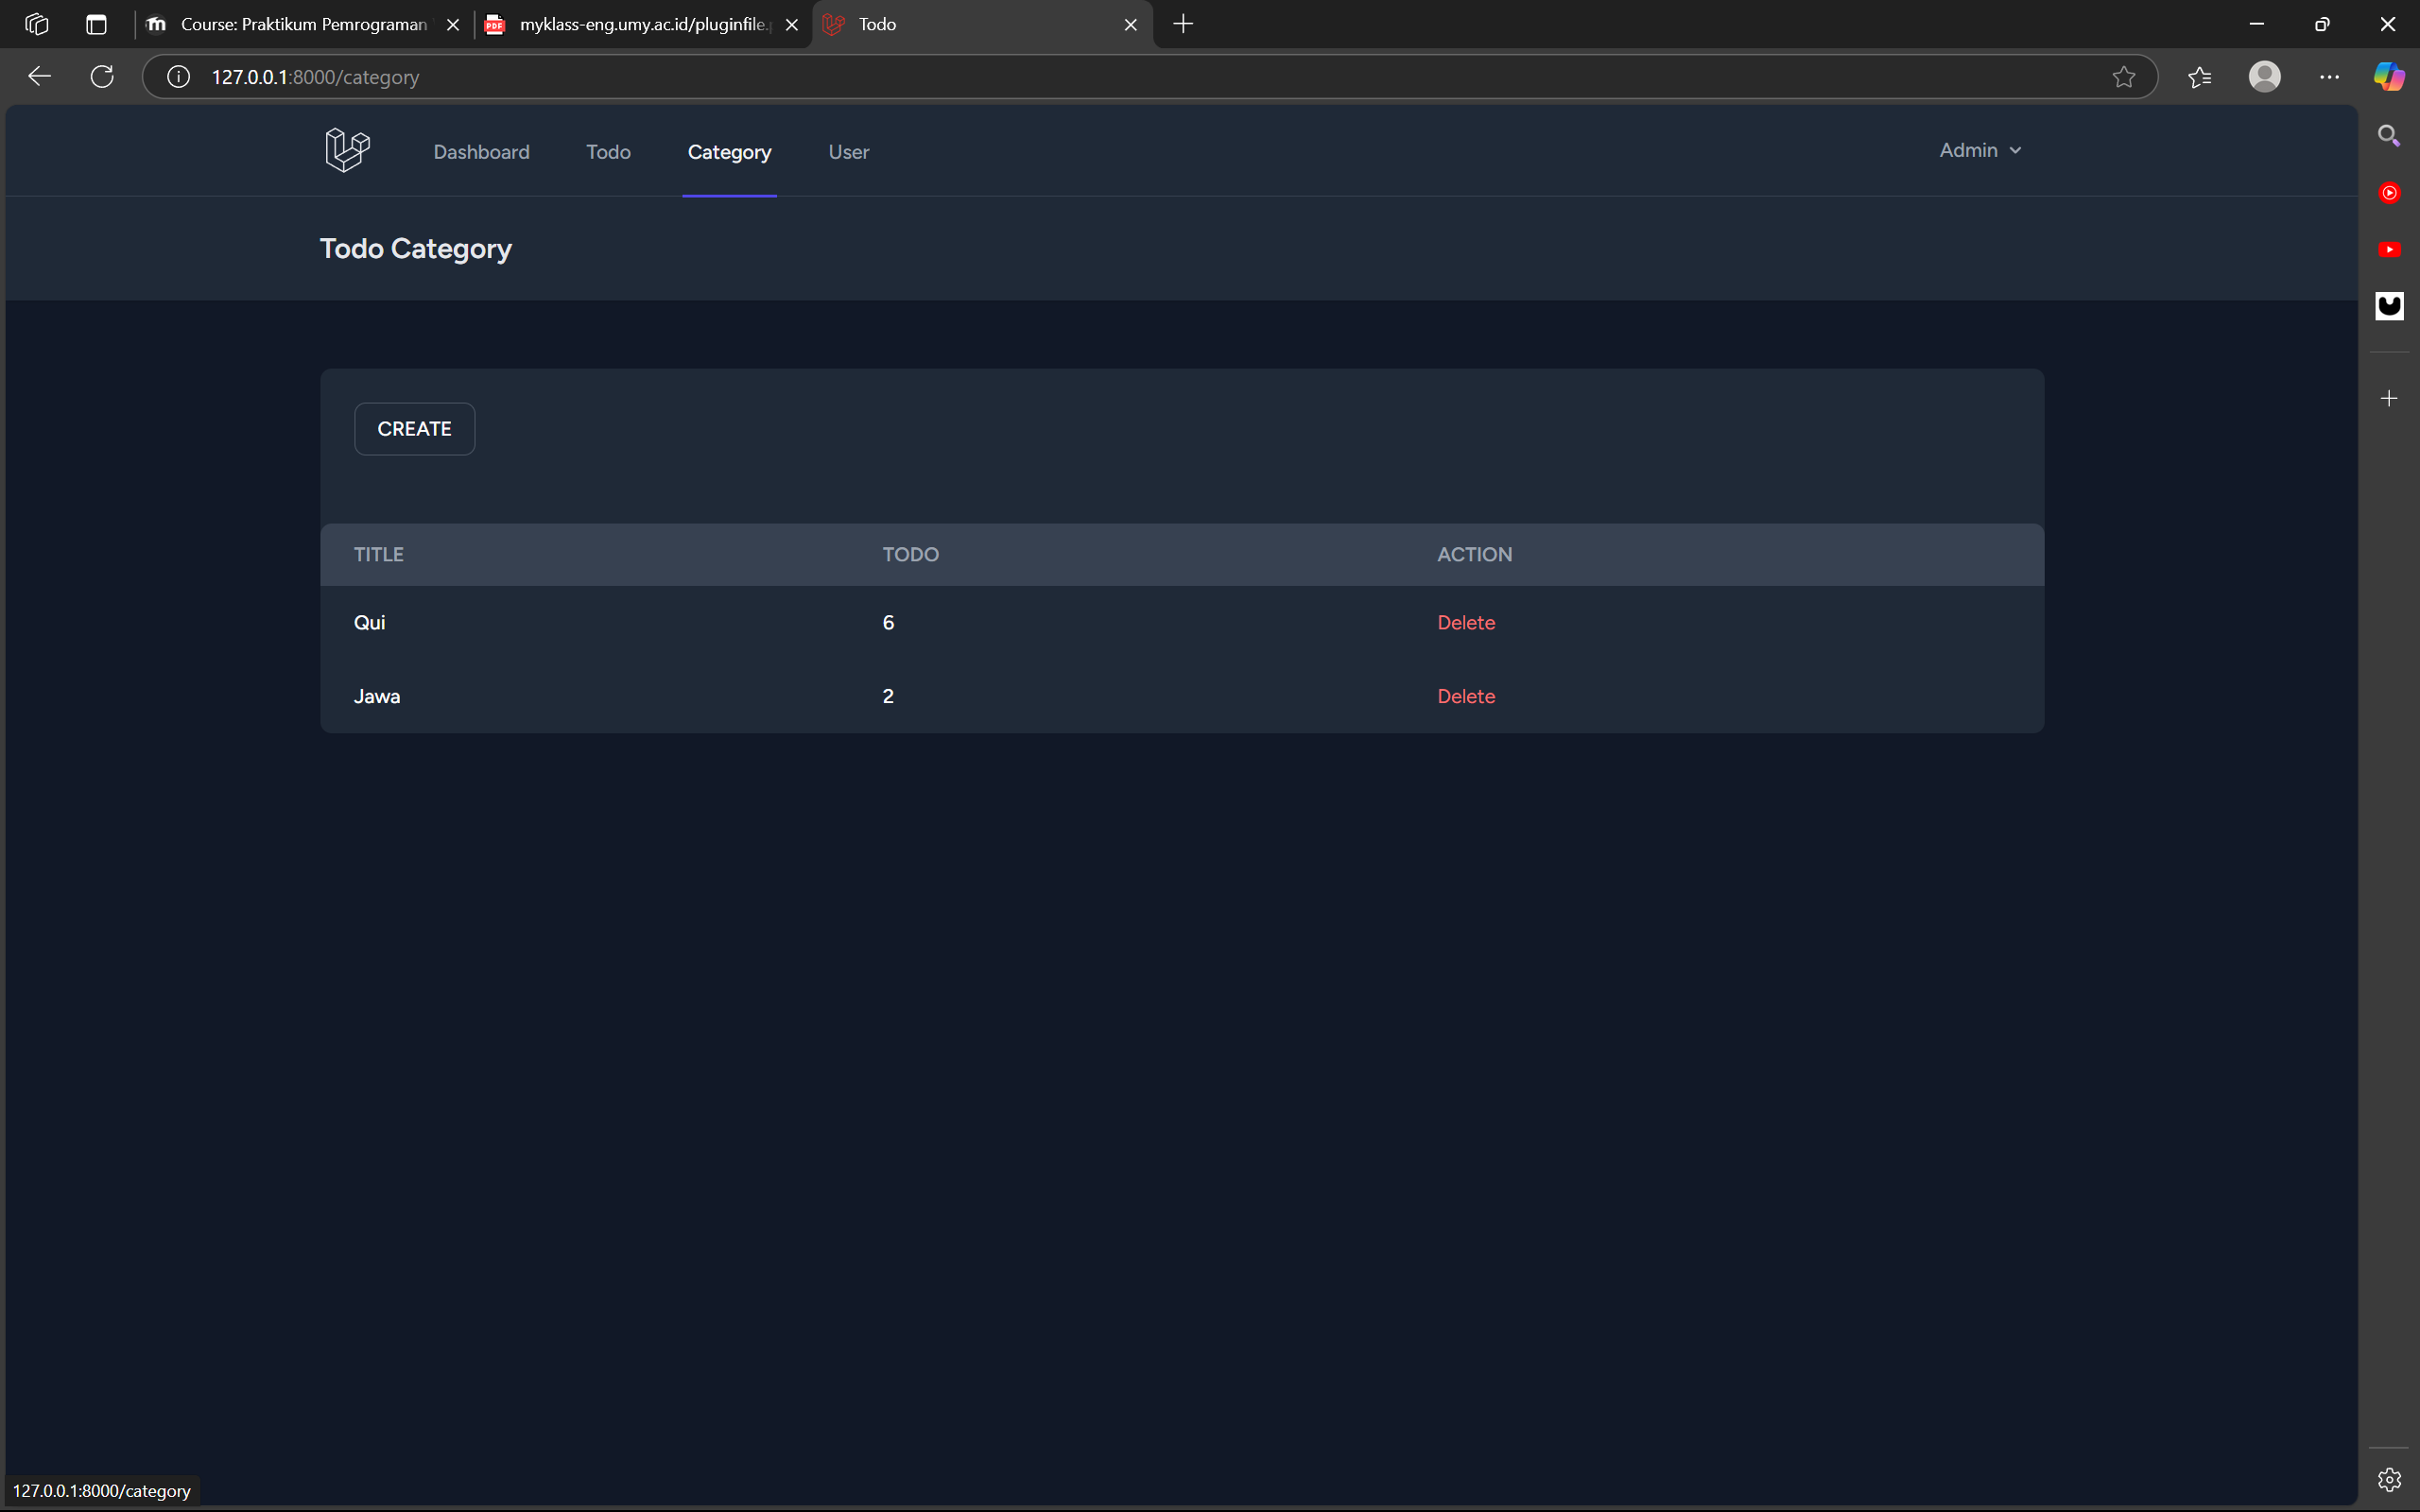 Course: Praktikum Pemrograman
myklass-eng.umy.ac.id/pluginfile.
Todo
127.0.0.1:8000/category
Dashboard
Todo
Category
User
Admin
Todo Category
CREATE
TITLE TODO ACTION
Qui 6 Delete
Jawa 2 Delete
127.0.0.1:8000/category